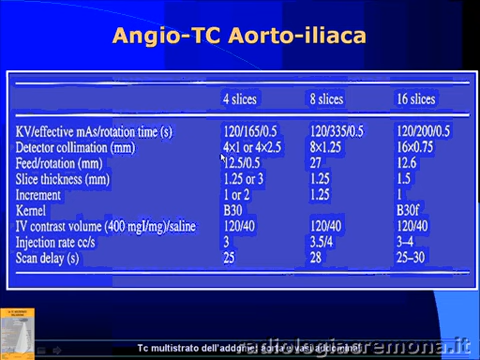 Angio-TC Aorto-iliaca
4 slices 8 slices 16 slices
KV/effective mAs/rotation time (s) 120/165/0.5 120/335/0.5 120/200/0.5
Detector collimation (mm) 4×1 or 4×2.5 8×1.25 16×0.75
Feed/rotation (mm) 12.5/0.5 27 12.6
Slice thickness (mm) 1.25 or 3 1.25 1.5
Increment 1 or 2 1.25 1
Kernel B30 B30f
IV contrast volume (400 mgI/mg)/saline 120/40 120/40 120/40
Injection rate cc/s 3 3.5/4 3–4
Scan delay (s) 25 28 25–30
Tc multistrato dell'addome: aorta e vasi addominali
radiologiacremona.it